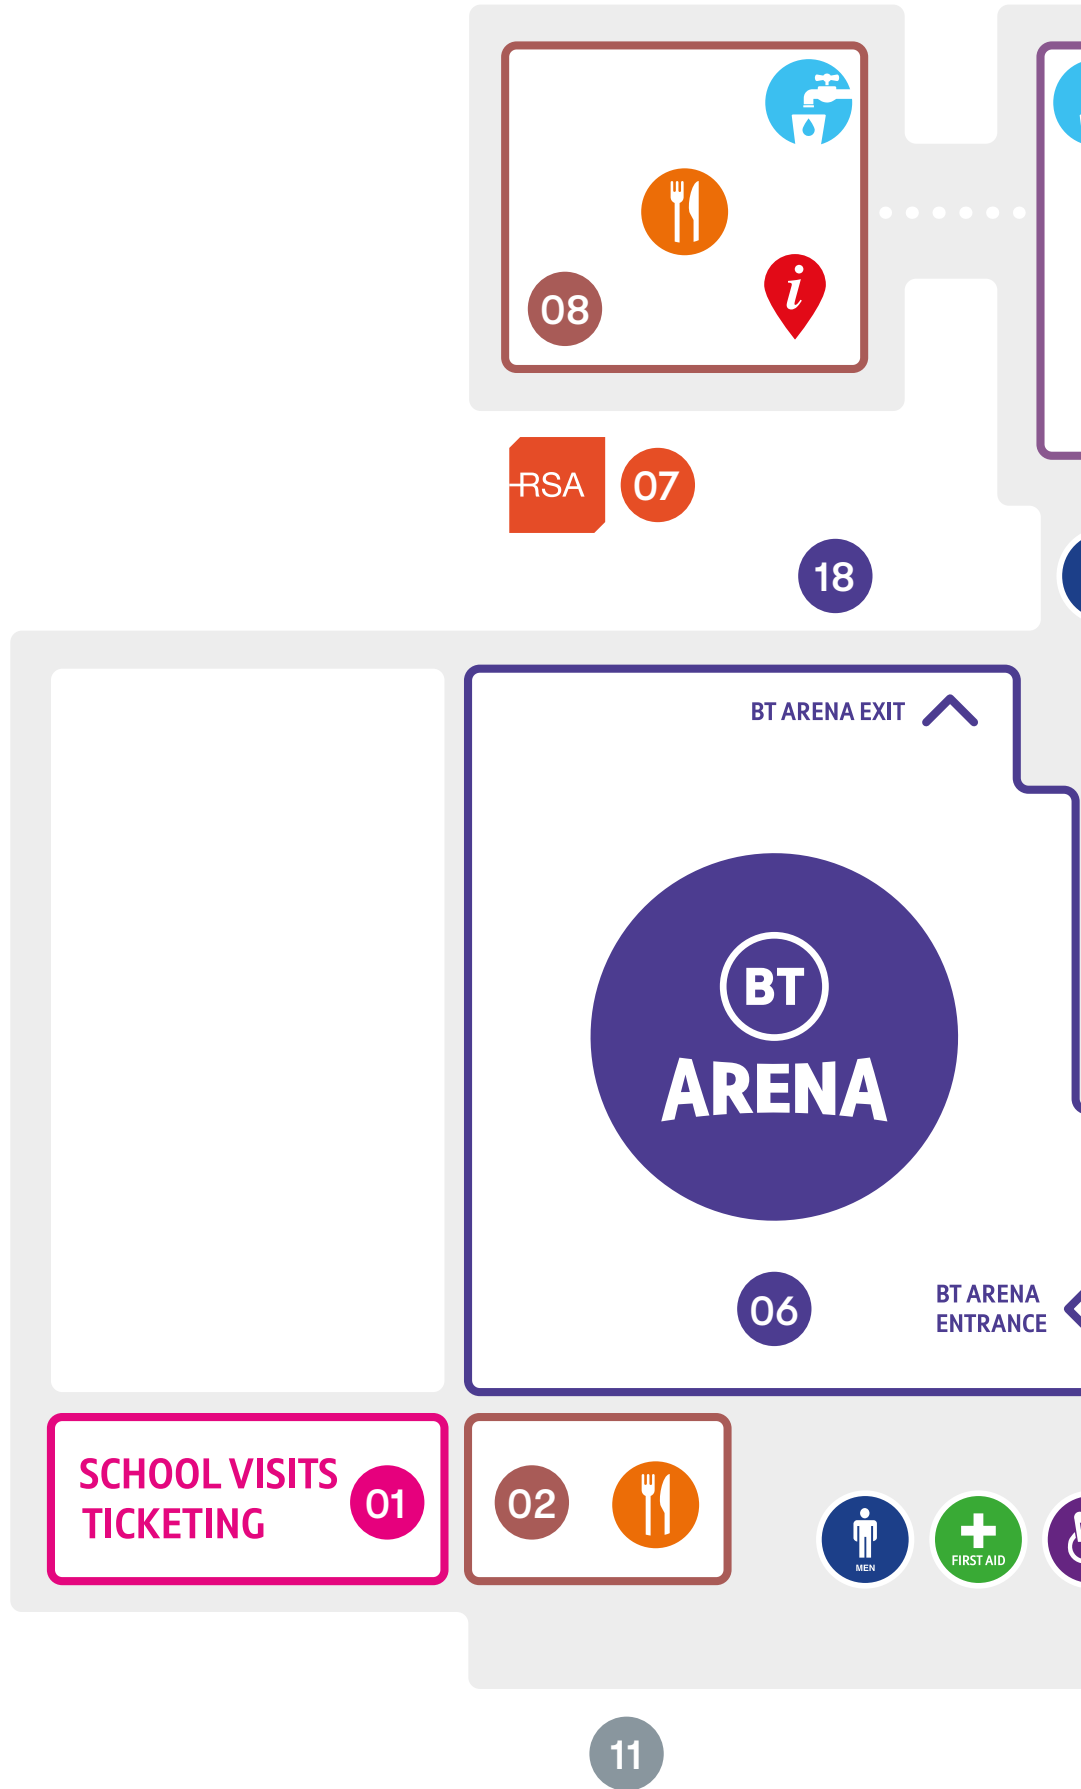 08
i
RSA
07
18
BT ARENA EXIT
BT
ARENA
06
BT ARENA
ENTRANCE
SCHOOL VISITS
TICKETING
01
02
MEN
FIRST AID
11